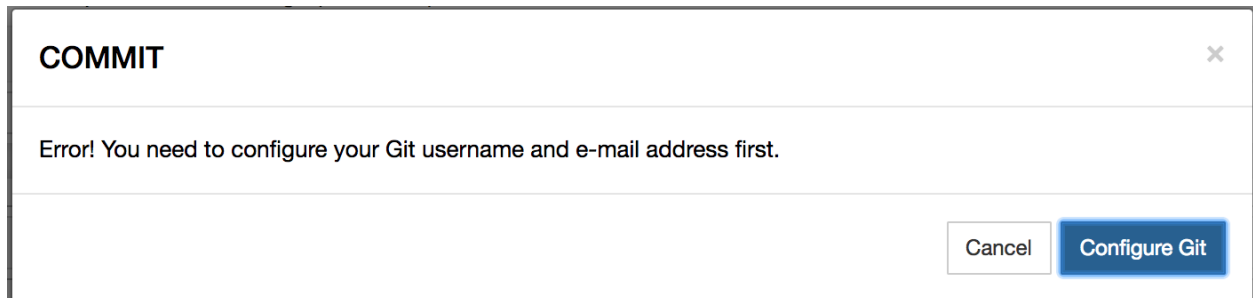 COMMIT
×
Error! You need to configure your Git username and e-mail address first.
Cancel
Configure Git